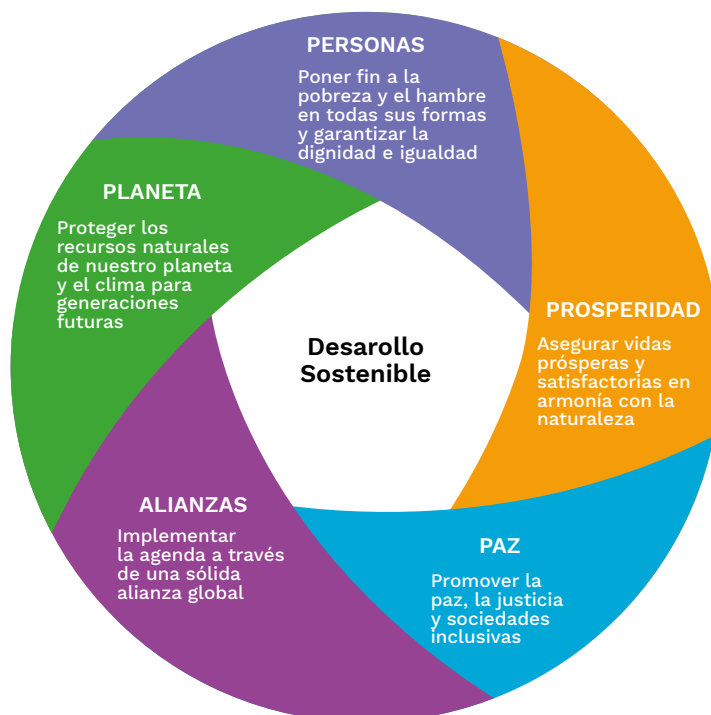 PERSONAS
Poner fin a la
pobreza y el hambre
en todas sus formas
y garantizar la
dignidad e igualdad
PROSPERIDAD
Asegurar vidas
prósperas y
satisfactorias en
armonía con la
naturaleza
PAZ
Promover la
paz, la justicia
y sociedades
inclusivas
ALIANZAS
Implementar
la agenda a través
de una sólida
alianza global
PLANETA
Proteger los
recursos naturales
de nuestro planeta
y el clima para
generaciones
futuras
Desarollo
Sostenible